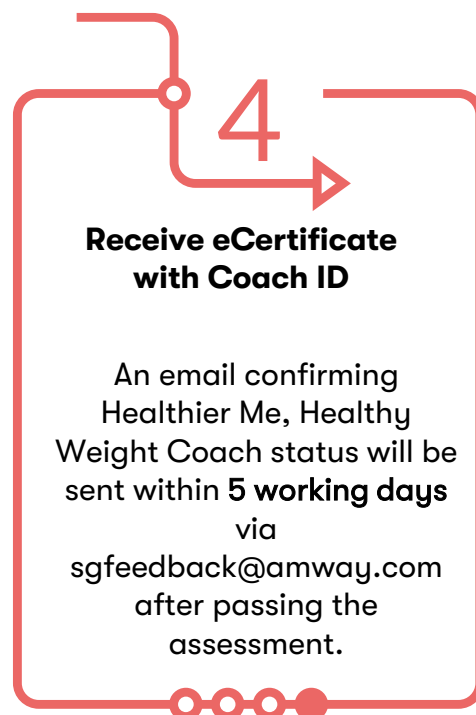 4
Receive eCertificate
with Coach ID
An email confirming
Healthier Me, Healthy
Weight Coach status will be
sent within 5 working days
via
sgfeedback@amway.com
after passing the
assessment.